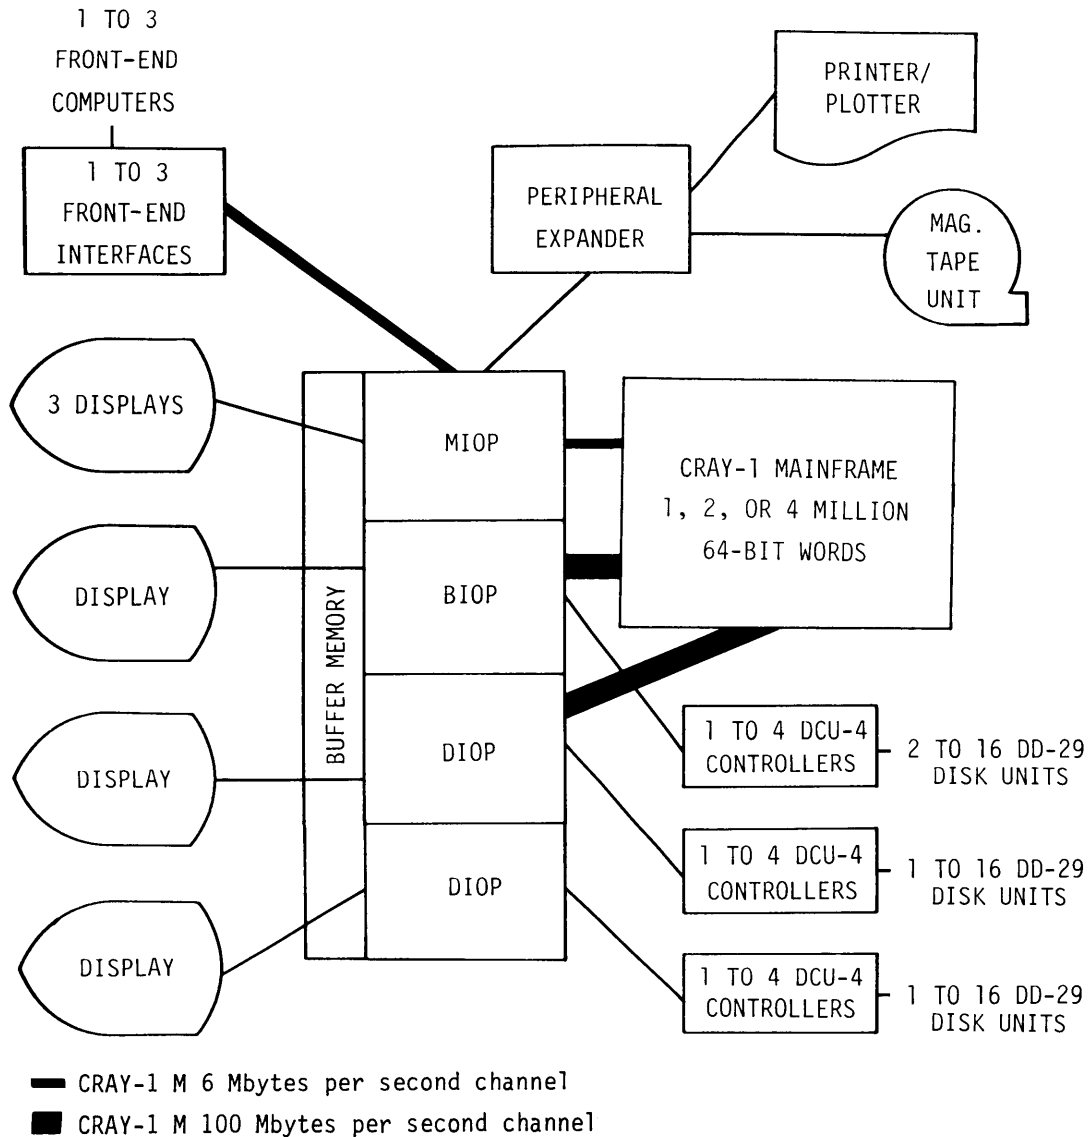 1 TO 3
FRONT-END
COMPUTERS
1 TO 3
FRONT-END
INTERFACES
PERIPHERAL
EXPANDER
PRINTER/
PLOTTER
MAG.
TAPE
UNIT
3 DISPLAYS
DISPLAY
DISPLAY
DISPLAY
BUFFER MEMORY
MIOP
BIOP
DIOP
DIOP
CRAY-1 MAINFRAME
1, 2, OR 4 MILLION
64-BIT WORDS
1 TO 4 DCU-4
CONTROLLERS
2 TO 16 DD-29
DISK UNITS
1 TO 4 DCU-4
CONTROLLERS
1 TO 16 DD-29
DISK UNITS
1 TO 4 DCU-4
CONTROLLERS
1 TO 16 DD-29
DISK UNITS
CRAY-1 M 6 Mbytes per second channel
CRAY-1 M 100 Mbytes per second channel